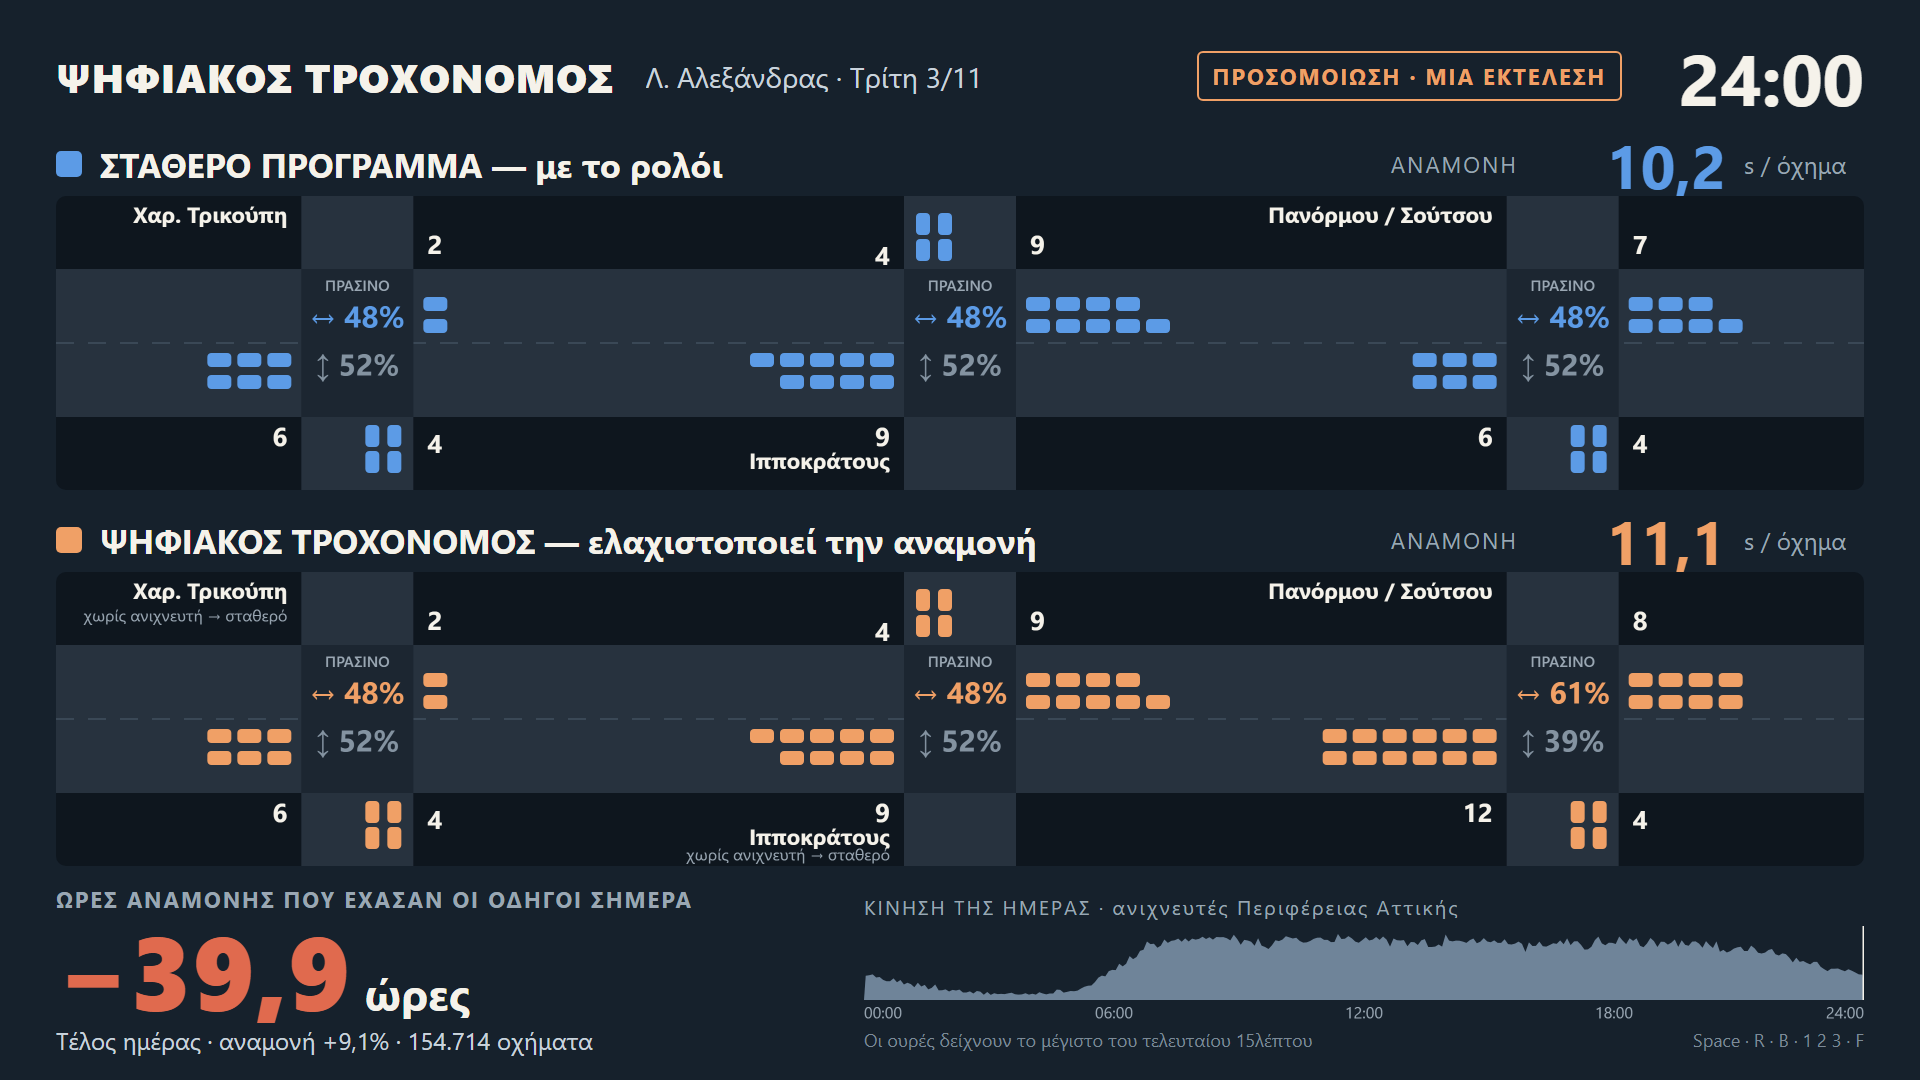 ΨΗΦΙΑΚΟΣ ΤΡΟΧΟΝΟΜΟΣ Λ. Αλεξάνδρας · Τρίτη 3/11 ΠΡΟΣΟΜΟΙΩΣΗ · ΜΙΑ ΕΚΤΕΛΕΣΗ 24:00
ΣΤΑΘΕΡΟ ΠΡΟΓΡΑΜΜΑ — με το ρολόι ΑΝΑΜΟΝΗ 10,2 s / όχημα
Χαρ. Τρικούπη Πανόρμου / Σούτσου
2 4 9 7
ΠΡΑΣΙΝΟ ΠΡΑΣΙΝΟ ΠΡΑΣΙΝΟ
↔ 48% ↔ 48% ↔ 48%
↕ 52% ↕ 52% ↕ 52%
6 4 9 6 4
Ιπποκράτους
ΨΗΦΙΑΚΟΣ ΤΡΟΧΟΝΟΜΟΣ — ελαχιστοποιεί την αναμονή ΑΝΑΜΟΝΗ 11,1 s / όχημα
Χαρ. Τρικούπη Πανόρμου / Σούτσου
χωρίς ανιχνευτή → σταθερό
2 4 9 8
ΠΡΑΣΙΝΟ ΠΡΑΣΙΝΟ ΠΡΑΣΙΝΟ
↔ 48% ↔ 48% ↔ 61%
↕ 52% ↕ 52% ↕ 39%
6 4 9 12 4
Ιπποκράτους
χωρίς ανιχνευτή → σταθερό
ΩΡΕΣ ΑΝΑΜΟΝΗΣ ΠΟΥ ΕΧΑΣΑΝ ΟΙ ΟΔΗΓΟΙ ΣΗΜΕΡΑ
−39,9 ώρες
Τέλος ημέρας · αναμονή +9,1% · 154.714 οχήματα
ΚΙΝΗΣΗ ΤΗΣ ΗΜΕΡΑΣ · ανιχνευτές Περιφέρειας Αττικής
00:00 06:00 12:00 18:00 24:00
Οι ουρές δείχνουν το μέγιστο του τελευταίου 15λέπτου Space · R · B · 1 2 3 · F